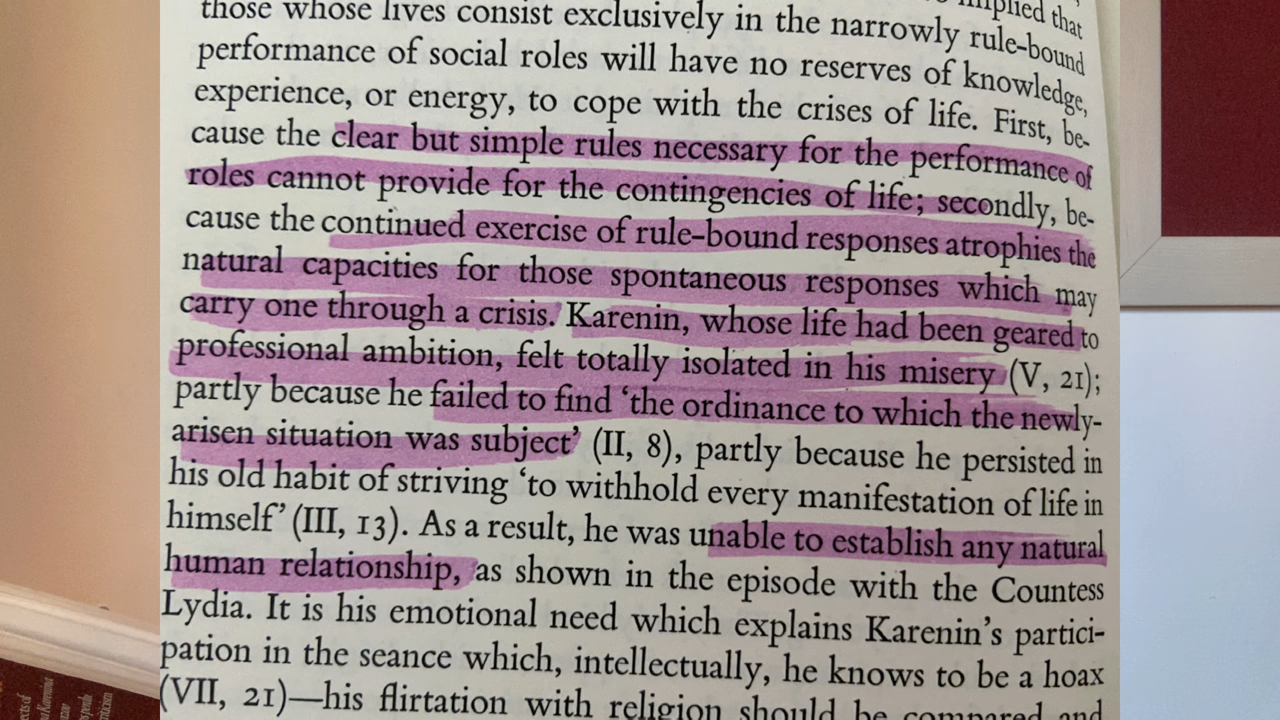 implied that
those whose lives consist exclusively in the narrowly rule-bound
performance of social roles will have no reserves of knowledge,
experience, or energy, to cope with the crises of life. First, be-
cause the clear but simple rules necessary for the performance of
roles cannot provide for the contingencies of life; secondly, be-
cause the continued exercise of rule-bound responses atrophies the
natural capacities for those spontaneous responses which may
carry one through a crisis. Karenin, whose life had been geared to
professional ambition, felt totally isolated in his misery (V, 21);
partly because he failed to find ‘the ordinance to which the newly-
arisen situation was subject’ (II, 8), partly because he persisted in
his old habit of striving ‘to withhold every manifestation of life in
himself’ (III, 13). As a result, he was unable to establish any natural
human relationship, as shown in the episode with the Countess
Lydia. It is his emotional need which explains Karenin’s partici-
pation in the seance which, intellectually, he knows to be a hoax
(VII, 21)—his flirtation with religion should be compared and